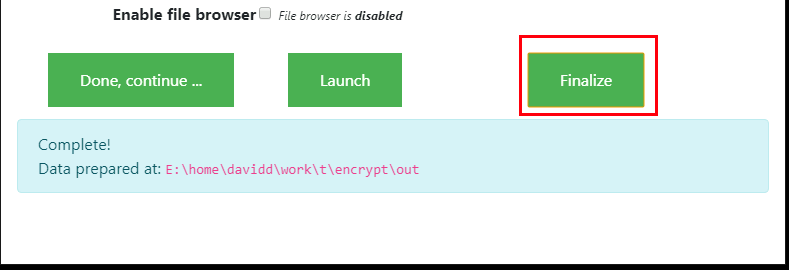 Enable file browser File browser is disabled
Done, continue ... Launch Finalize
Complete!
Data prepared at: E:\home\davidd\work\t\encrypt\out